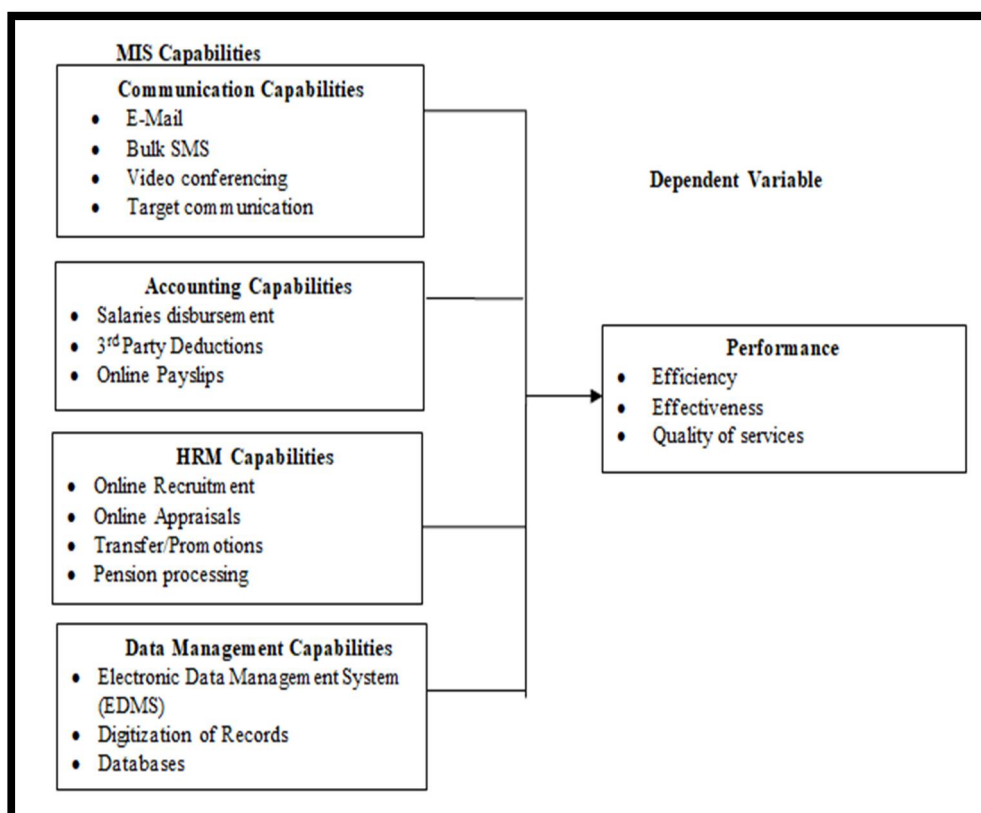 MIS Capabilities
Communication Capabilities
• E-Mail
• Bulk SMS
• Video conferencing
• Target communication
Accounting Capabilities
• Salaries disbursement
• 3rd Party Deductions
• Online Payslips
HRM Capabilities
• Online Recruitment
• Online Appraisals
• Transfer/Promotions
• Pension processing
Data Management Capabilities
• Electronic Data Management System
(EDMS)
• Digitization of Records
• Databases
Dependent Variable
Performance
• Efficiency
• Effectiveness
• Quality of services